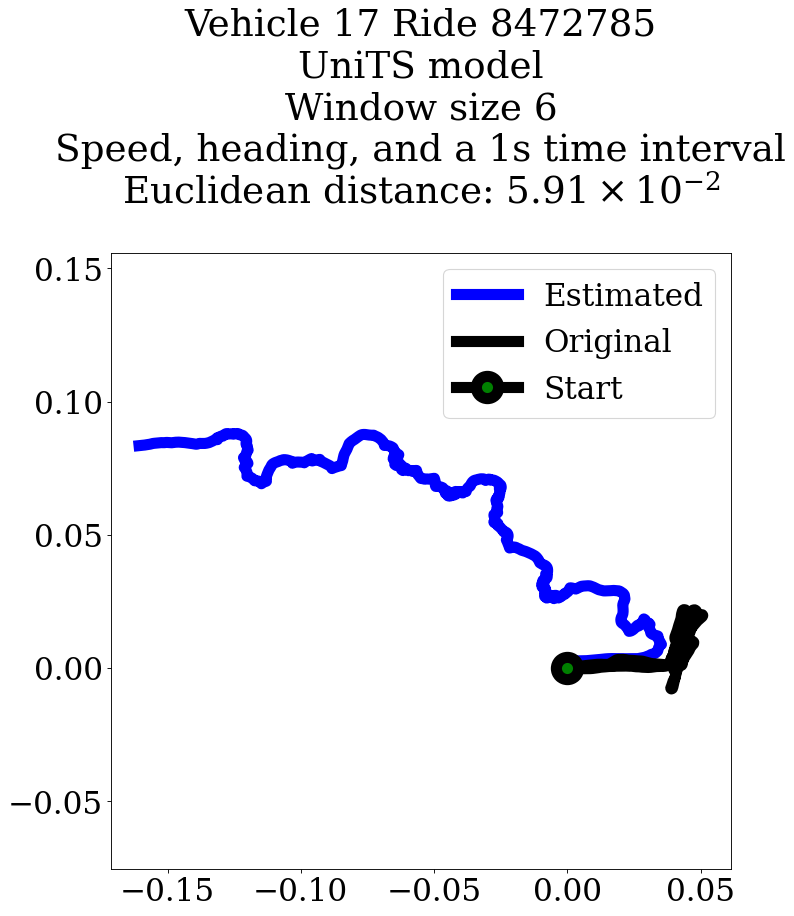 Vehicle 17 Ride 8472785
UniTS model
Window size 6
Speed, heading, and a 1s time interval
Euclidean distance: 5.91 × 10⁻²
Estimated
Original
Start
0.15
0.10
0.05
0.00
−0.05
−0.15 −0.10 −0.05 0.00 0.05